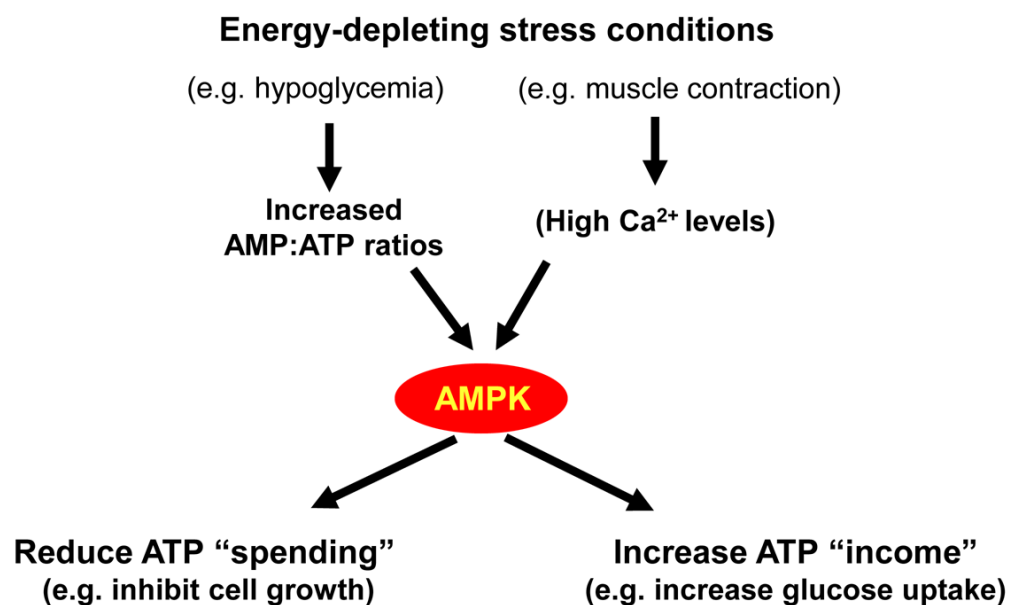 Energy-depleting stress conditions
(e.g. hypoglycemia)
(e.g. muscle contraction)
Increased
AMP:ATP ratios
(High Ca²⁺ levels)
AMPK
Reduce ATP “spending”
(e.g. inhibit cell growth)
Increase ATP “income”
(e.g. increase glucose uptake)